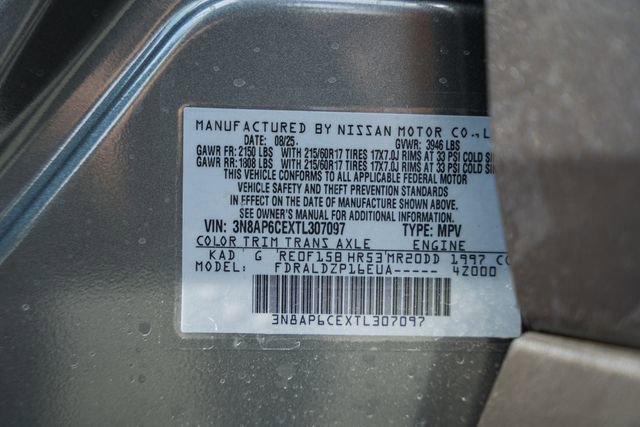 MANUFACTURED BY NISSAN MOTOR CO., L
DATE: 08/25. GVWR: 3946 LBS
GAWR FR: 2150 LBS WITH 215/60R17 TIRES 17X7.0J RIMS AT 33 PSI COLD
GAWR RR: 1808 LBS WITH 215/60R17 TIRES 17X7.0J RIMS AT 33 PSI COLD SIN
THIS VEHICLE CONFORMS TO ALL APPLICABLE FEDERAL MOTOR
VEHICLE SAFETY AND THEFT PREVENTION STANDARDS
IN EFFECT ON THE DATE OF MANUFACTURE SHOWN ABOVE.
SEE OWNER'S MANUAL FOR ADDITIONAL INFORMATION.
VIN: 3N8AP6CEXTL307097 TYPE: MPV
COLOR TRIM TRANS AXLE ENGINE
KAD G RE0F15B HR53 MR20DD 1997 CC
MODEL: FDRALDZP16EUA----- 42000
3N8AP6CEXTL307097